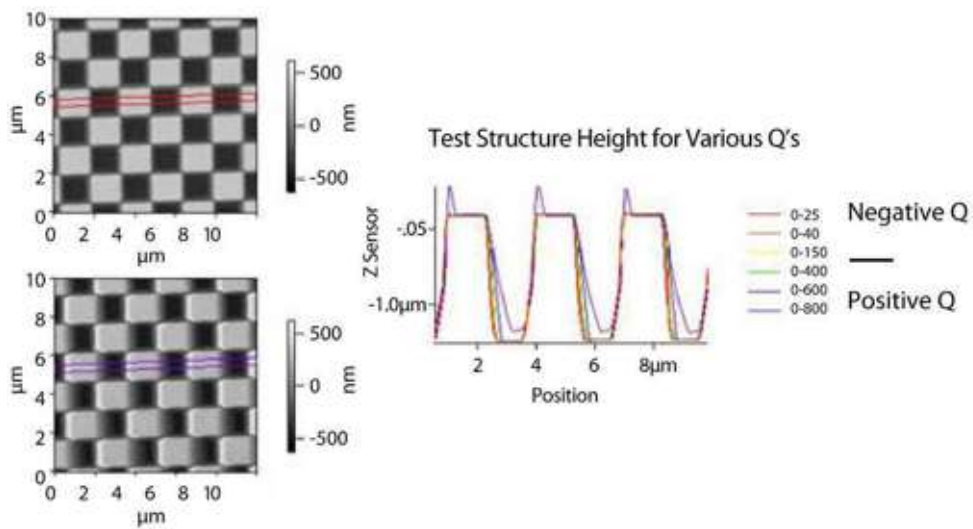 10
8
6
4
2
0
µm
0 2 4 6 8 10
µm
500
0
-500
nm
10
8
6
4
2
0
µm
0 2 4 6 8 10
µm
500
0
-500
nm
Test Structure Height for Various Q's
Z Sensor
-.05
-1.0µm
2 4 6 8µm
Position
0-25
0-40
0-150
0-400
0-600
0-800
Negative Q
Positive Q